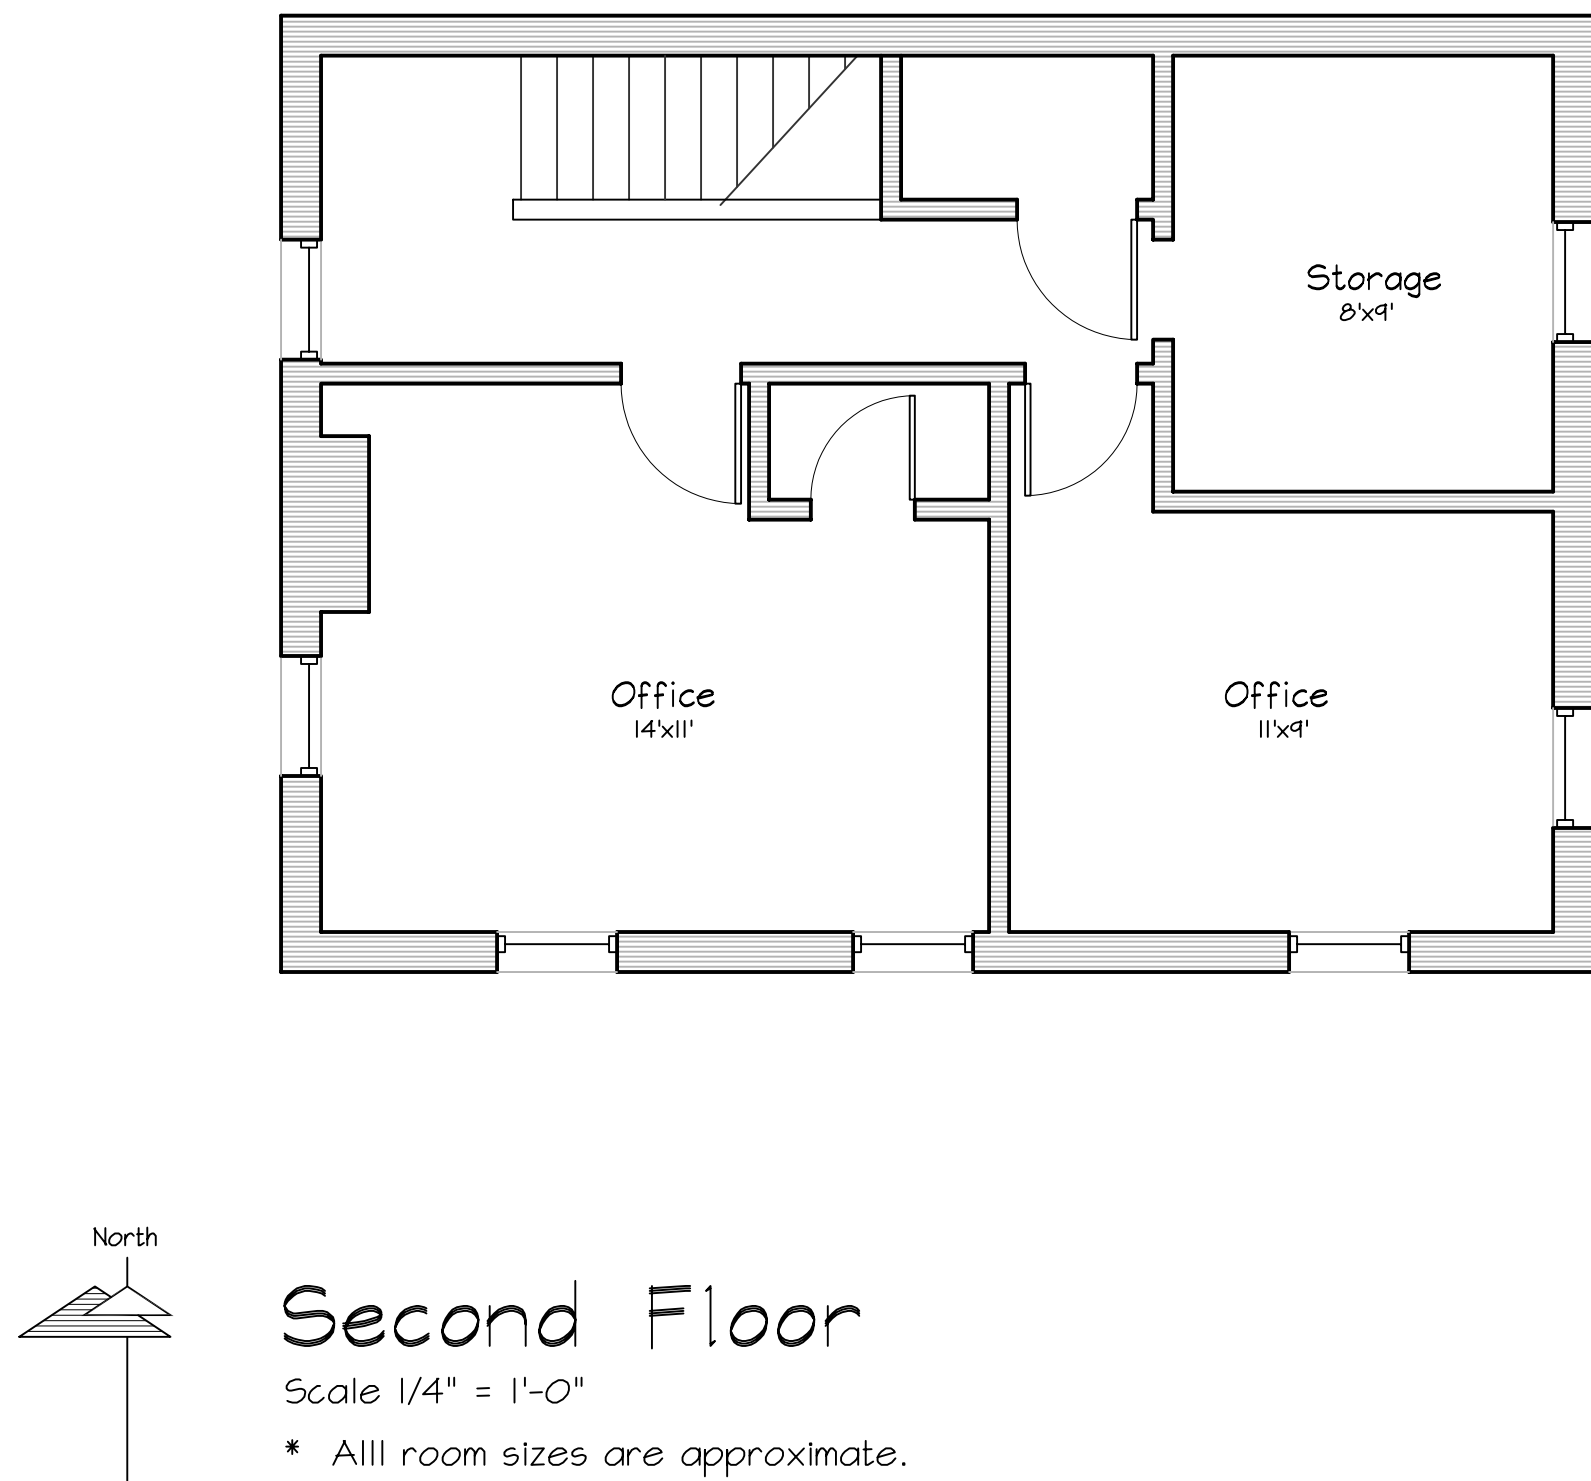 Storage
8'x9'
Office
14'x11'
Office
11'x9'
North
Second Floor
Scale 1/4" = 1'-0"
* Alll room sizes are approximate.